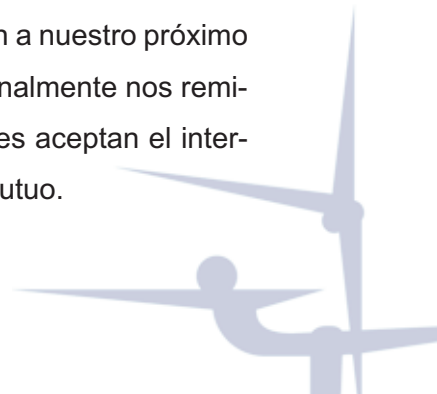 n a nuestro próximo
nalmente nos remi-
es aceptan el inter-
utuo.